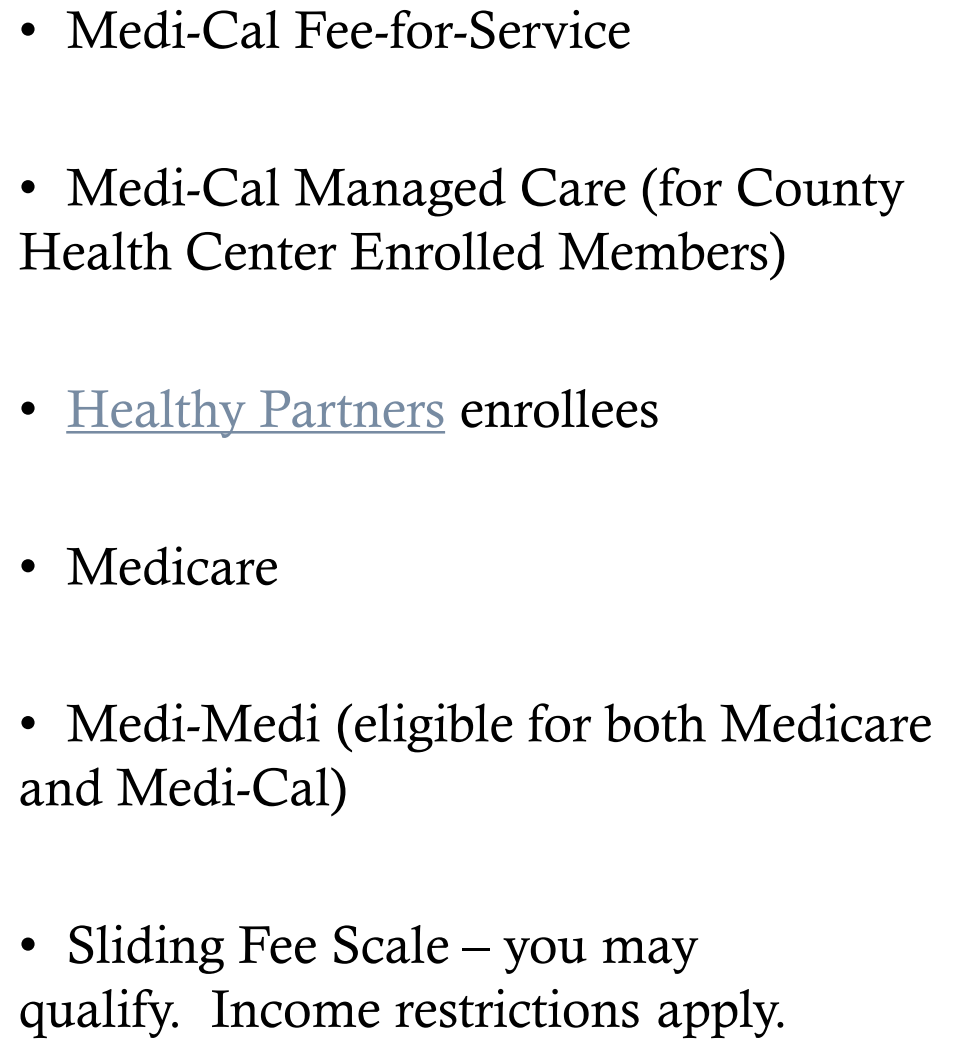 • Medi-Cal Fee-for-Service
• Medi-Cal Managed Care (for County
Health Center Enrolled Members)
• Healthy Partners enrollees
• Medicare
• Medi-Medi (eligible for both Medicare
and Medi-Cal)
• Sliding Fee Scale – you may
qualify.  Income restrictions apply.